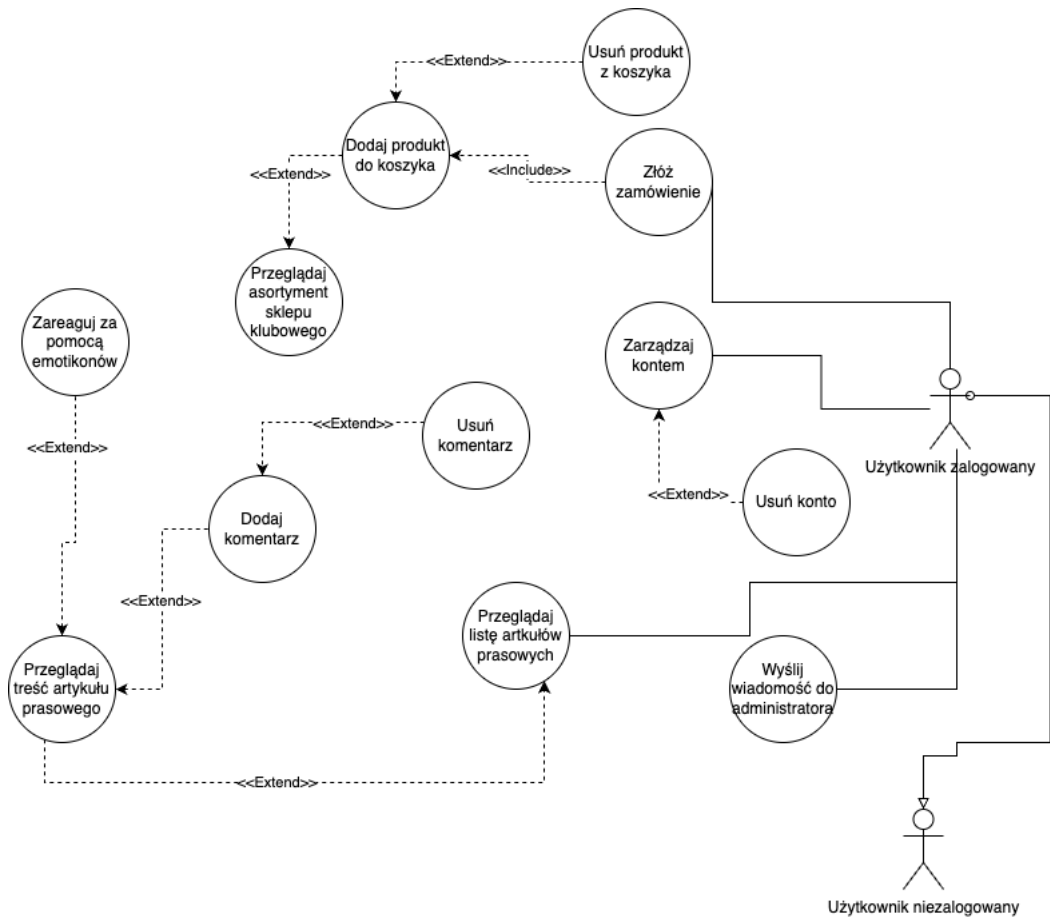 Usuń produkt
z koszyka
<<Extend>>
Dodaj produkt
do koszyka
<<Include>>
Złóż
zamówienie
<<Extend>>
Przeglądaj
asortyment
sklepu
klubowego
Zareaguj za
pomocą
emotikonów
Zarządzaj
kontem
<<Extend>>
Usuń
komentarz
<<Extend>>
Użytkownik zalogowany
<<Extend>>
Usuń konto
Dodaj
komentarz
<<Extend>>
Przeglądaj
listę artkułów
prasowych
Przeglądaj
treść artykułu
prasowego
Wyślij
wiadomość do
administratora
<<Extend>>
Użytkownik niezalogowany